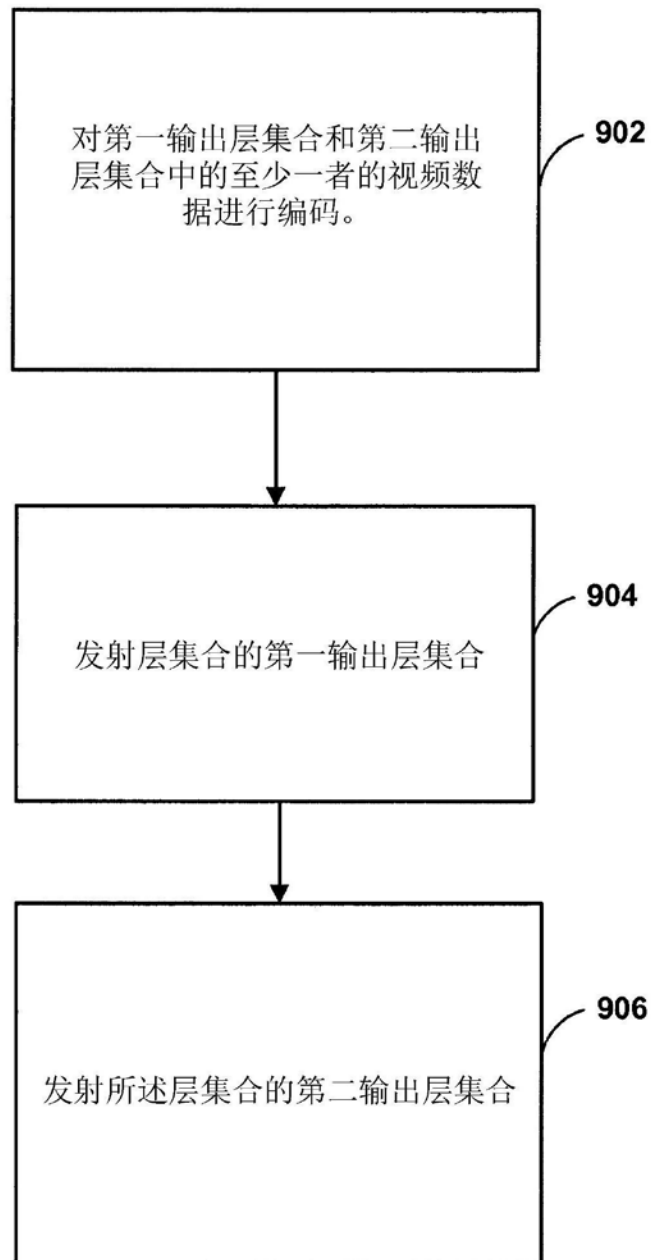 对第一输出层集合和第二输出
层集合中的至少一者的视频数
据进行编码。
902
发射层集合的第一输出层集合
904
发射所述层集合的第二输出层集合
906